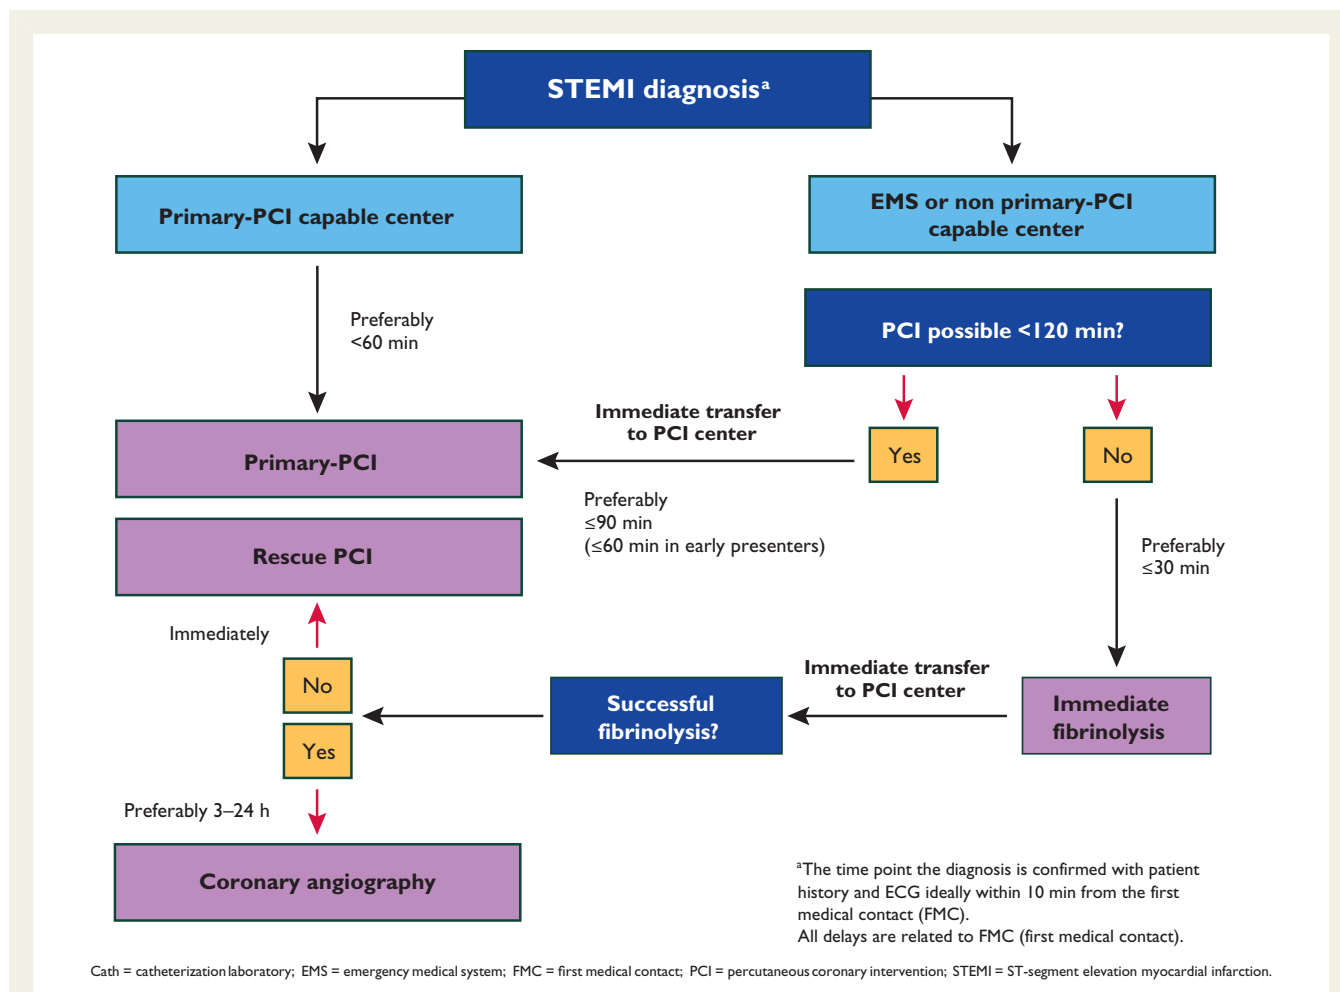 STEMI diagnosisᵃ
Primary-PCI capable center
EMS or non primary-PCI
capable center
Preferably
<60 min
PCI possible <120 min?
Immediate transfer
to PCI center
Yes
No
Primary-PCI
Preferably
≤90 min
(≤60 min in early presenters)
Preferably
≤30 min
Rescue PCI
Immediately
No
Yes
Successful
fibrinolysis?
Immediate transfer
to PCI center
Immediate
fibrinolysis
Preferably 3–24 h
Coronary angiography
ᵃThe time point the diagnosis is confirmed with patient
history and ECG ideally within 10 min from the first
medical contact (FMC).
All delays are related to FMC (first medical contact).
Cath = catheterization laboratory; EMS = emergency medical system; FMC = first medical contact; PCI = percutaneous coronary intervention; STEMI = ST-segment elevation myocardial infarction.